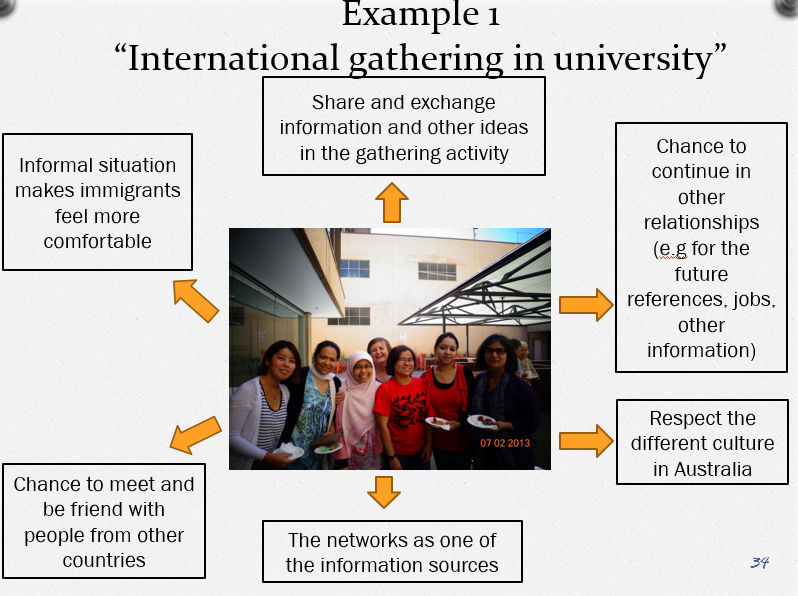 Example 1
“International gathering in university”
Share and exchange
information and other ideas
in the gathering activity
Informal situation
makes immigrants
feel more
comfortable
Chance to
continue in
other
relationships
(e.g for the
future
references, jobs,
other
information)
07 02 2013
Respect the
different culture
in Australia
Chance to meet and
be friend with
people from other
countries
The networks as one of
the information sources
34